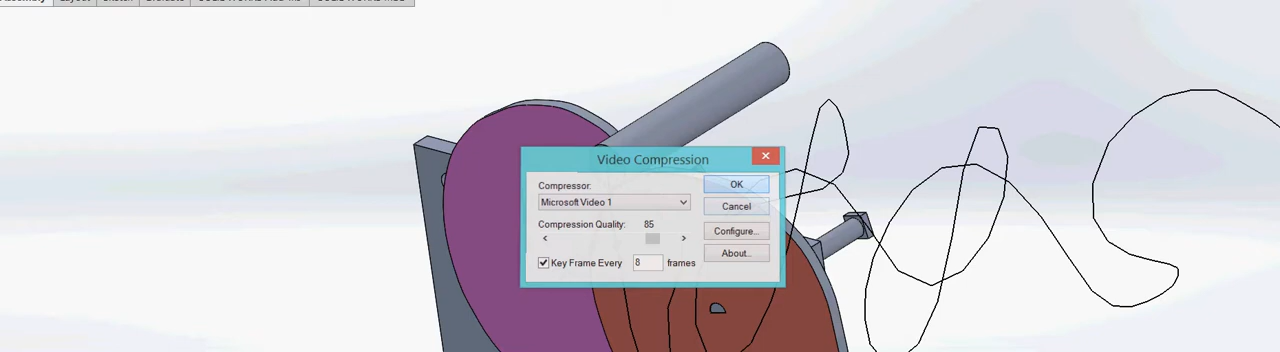 Video Compression
Compressor:
Microsoft Video 1
Compression Quality: 85
Key Frame Every 8 frames
OK
Cancel
Configure...
About...